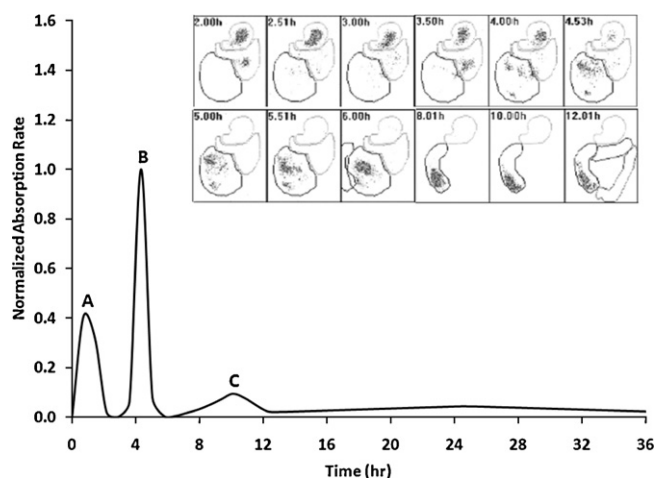 1.6
1.4
1.2
1.0
0.8
0.6
0.4
0.2
0.0
Normalized Absorption Rate
2.00h 2.51h 3.00h 3.50h 4.00h 4.53h
5.00h 5.51h 6.00h 8.01h 10.00h 12.01h
A
B
C
0 4 8 12 16 20 24 28 32 36
Time (hr)